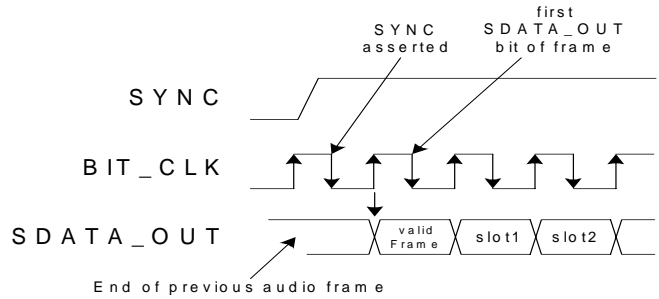 first
SYNC
asserted
SDATA_OUT
bit of frame
SYNC
BIT_CLK
SDATA_OUT
valid
Frame
slot1
slot2
End of previous audio frame